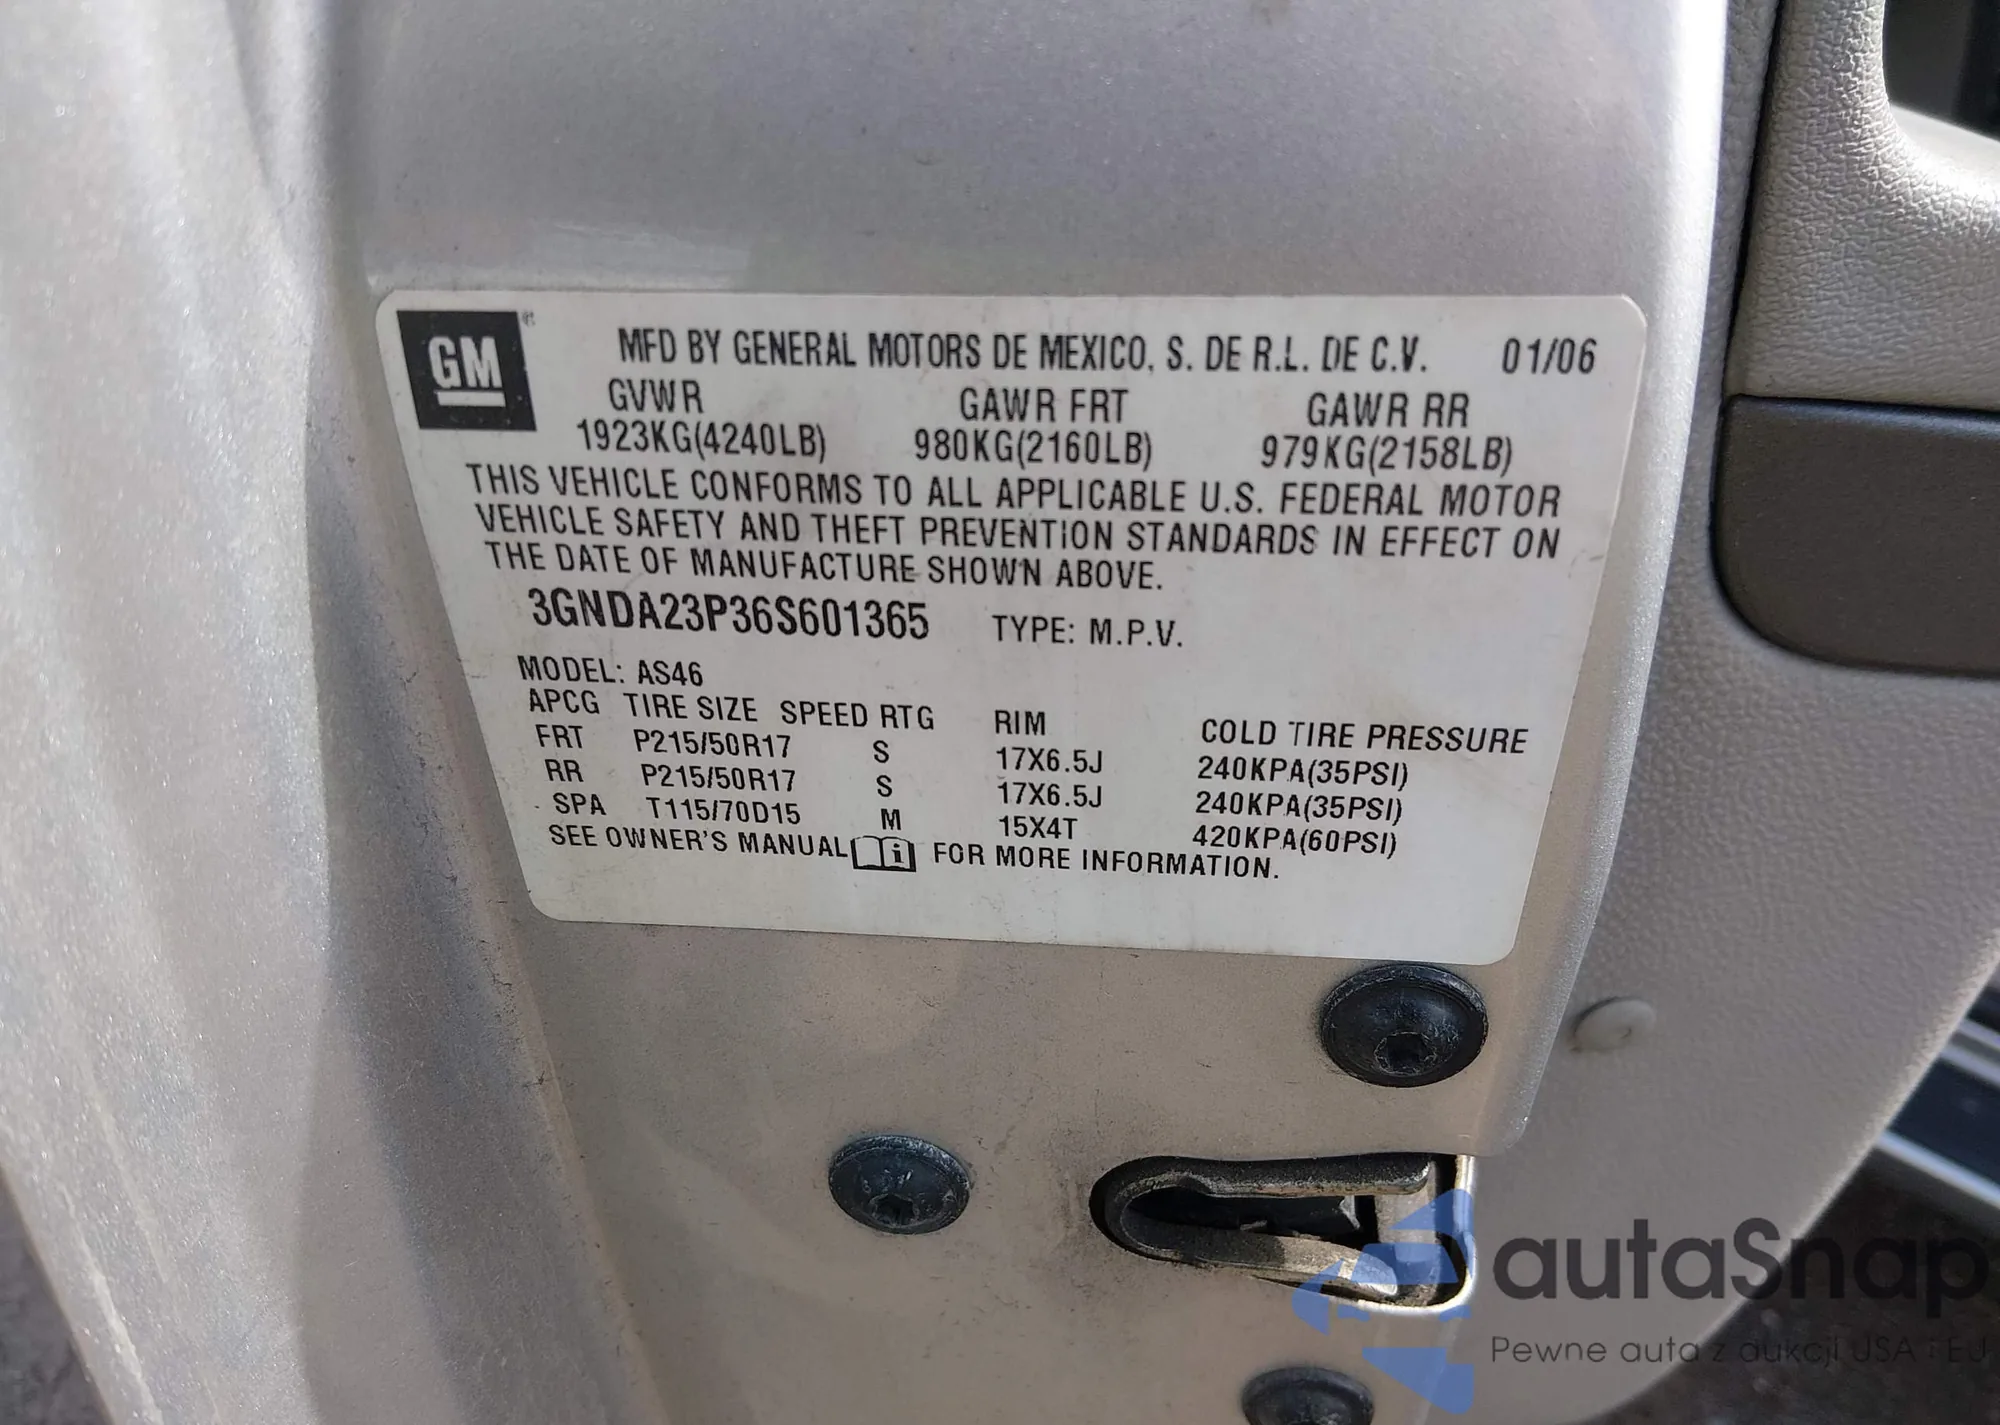 GM
MFD BY GENERAL MOTORS DE MEXICO, S. DE R.L. DE C.V. 01/06
GVWR GAWR FRT GAWR RR
1923KG(4240LB) 980KG(2160LB) 979KG(2158LB)
THIS VEHICLE CONFORMS TO ALL APPLICABLE U.S. FEDERAL MOTOR
VEHICLE SAFETY AND THEFT PREVENTION STANDARDS IN EFFECT ON
THE DATE OF MANUFACTURE SHOWN ABOVE.
3GNDA23P36S601365 TYPE: M.P.V.
MODEL: AS46
APCG TIRE SIZE SPEED RTG RIM COLD TIRE PRESSURE
FRT P215/50R17 S 17X6.5J 240KPA(35PSI)
RR P215/50R17 S 17X6.5J 240KPA(35PSI)
SPA T115/70D15 M 15X4T 420KPA(60PSI)
SEE OWNER'S MANUAL FOR MORE INFORMATION.
autaSnap
Pewne auta z aukcji USA i EU